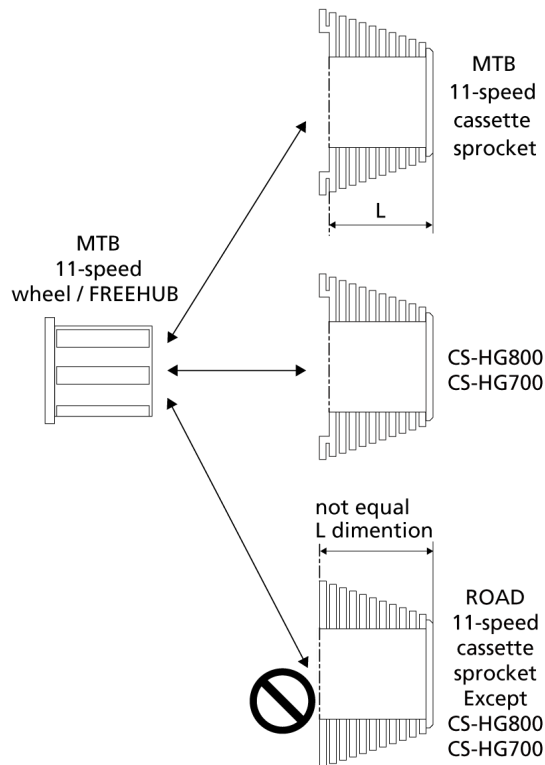 MTB
11-speed
cassette
sprocket
L
MTB
11-speed
wheel / FREEHUB
CS-HG800
CS-HG700
not equal
L dimention
ROAD
11-speed
cassette
sprocket
Except
CS-HG800
CS-HG700